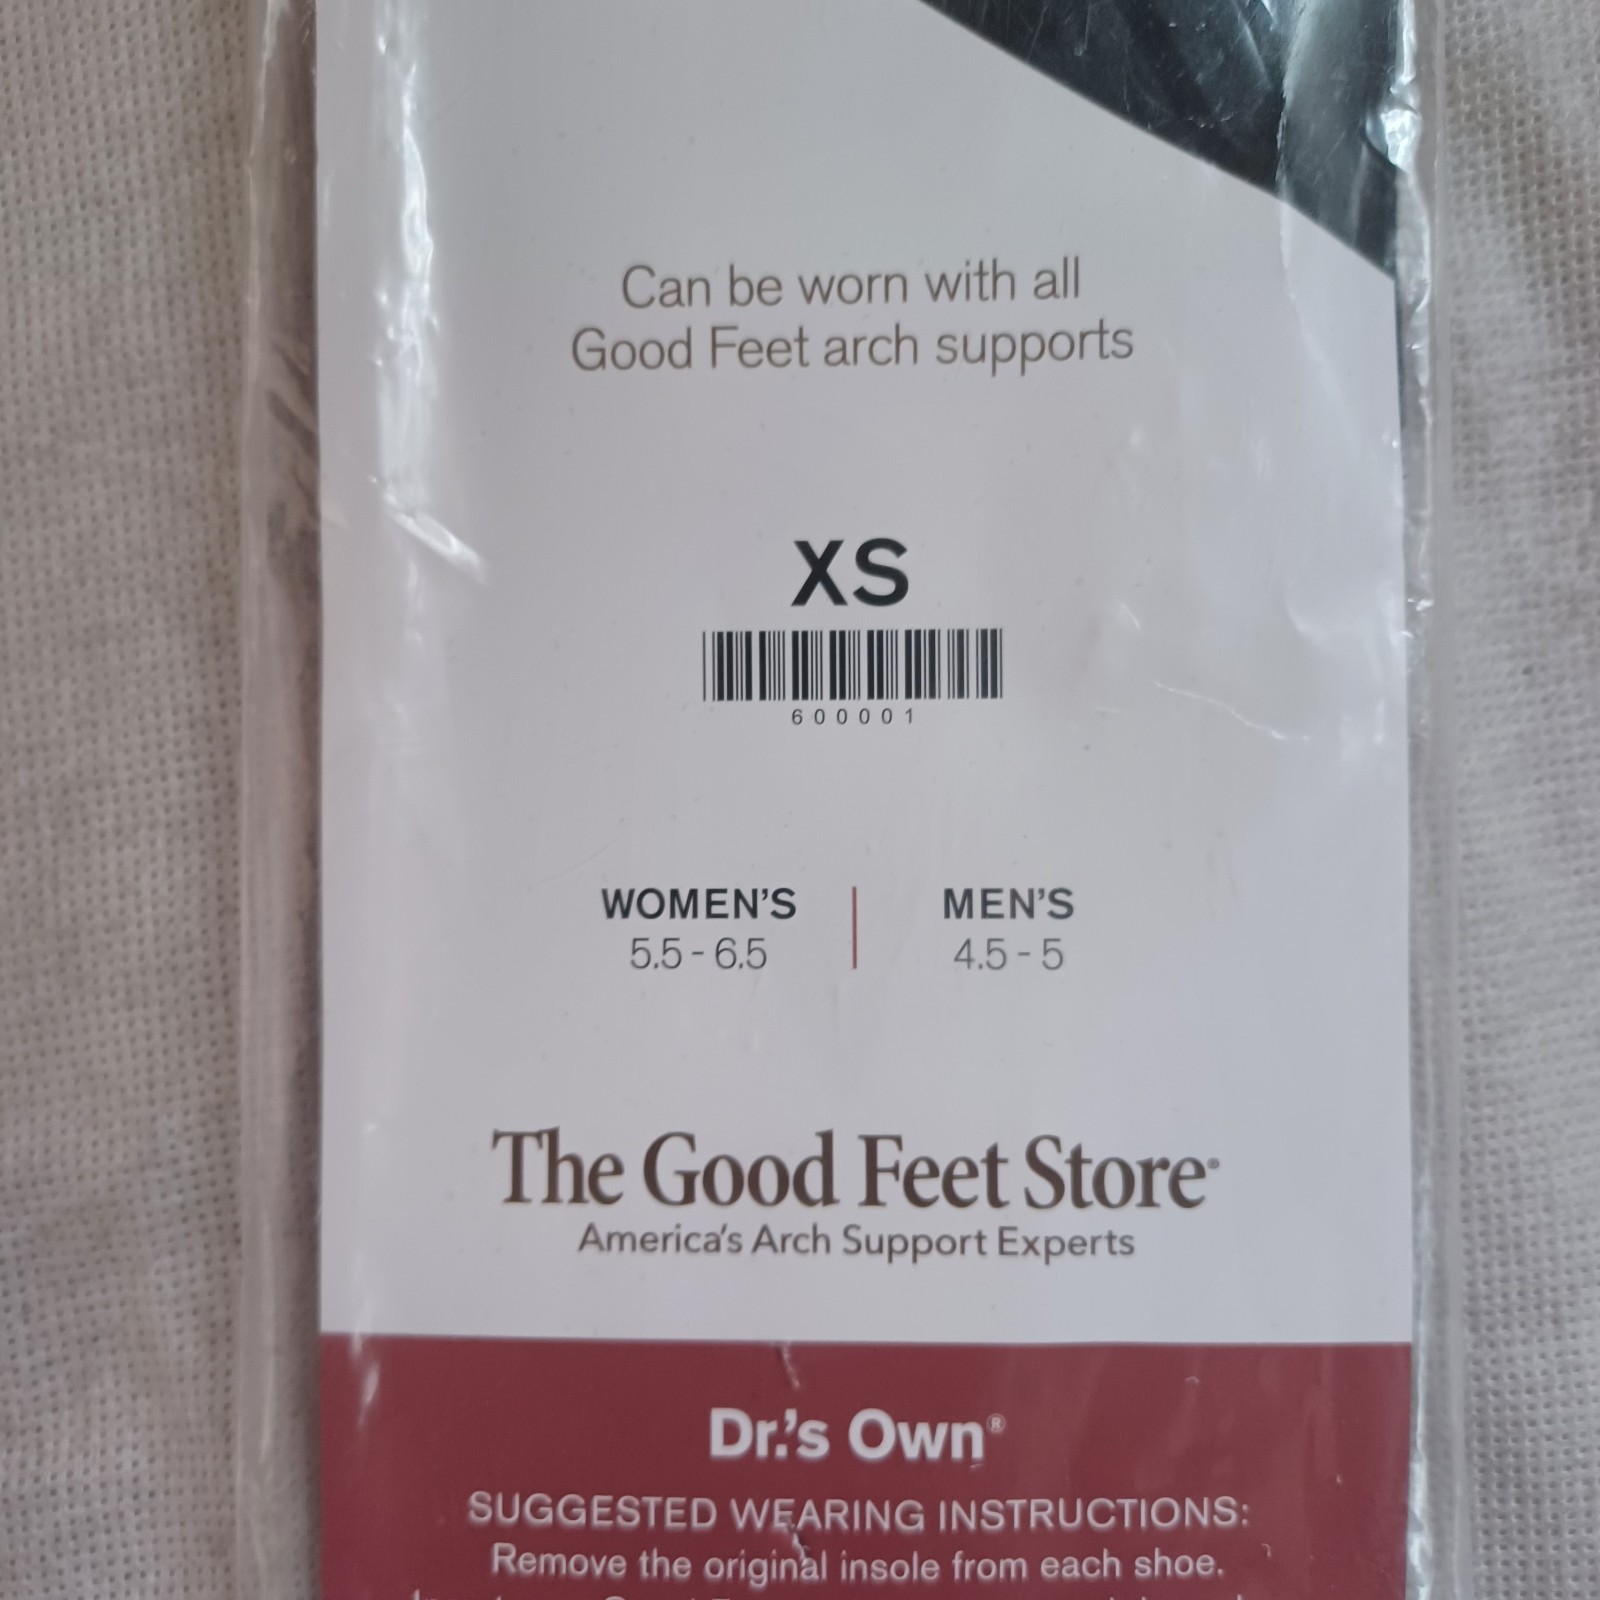 Can be worn with all
Good Feet arch supports
XS
600001
WOMEN'S | MEN'S
5.5 - 6.5 4.5 - 5
The Good Feet Store®
America's Arch Support Experts
Dr.'s Own®
SUGGESTED WEARING INSTRUCTIONS:
Remove the original insole from each shoe.